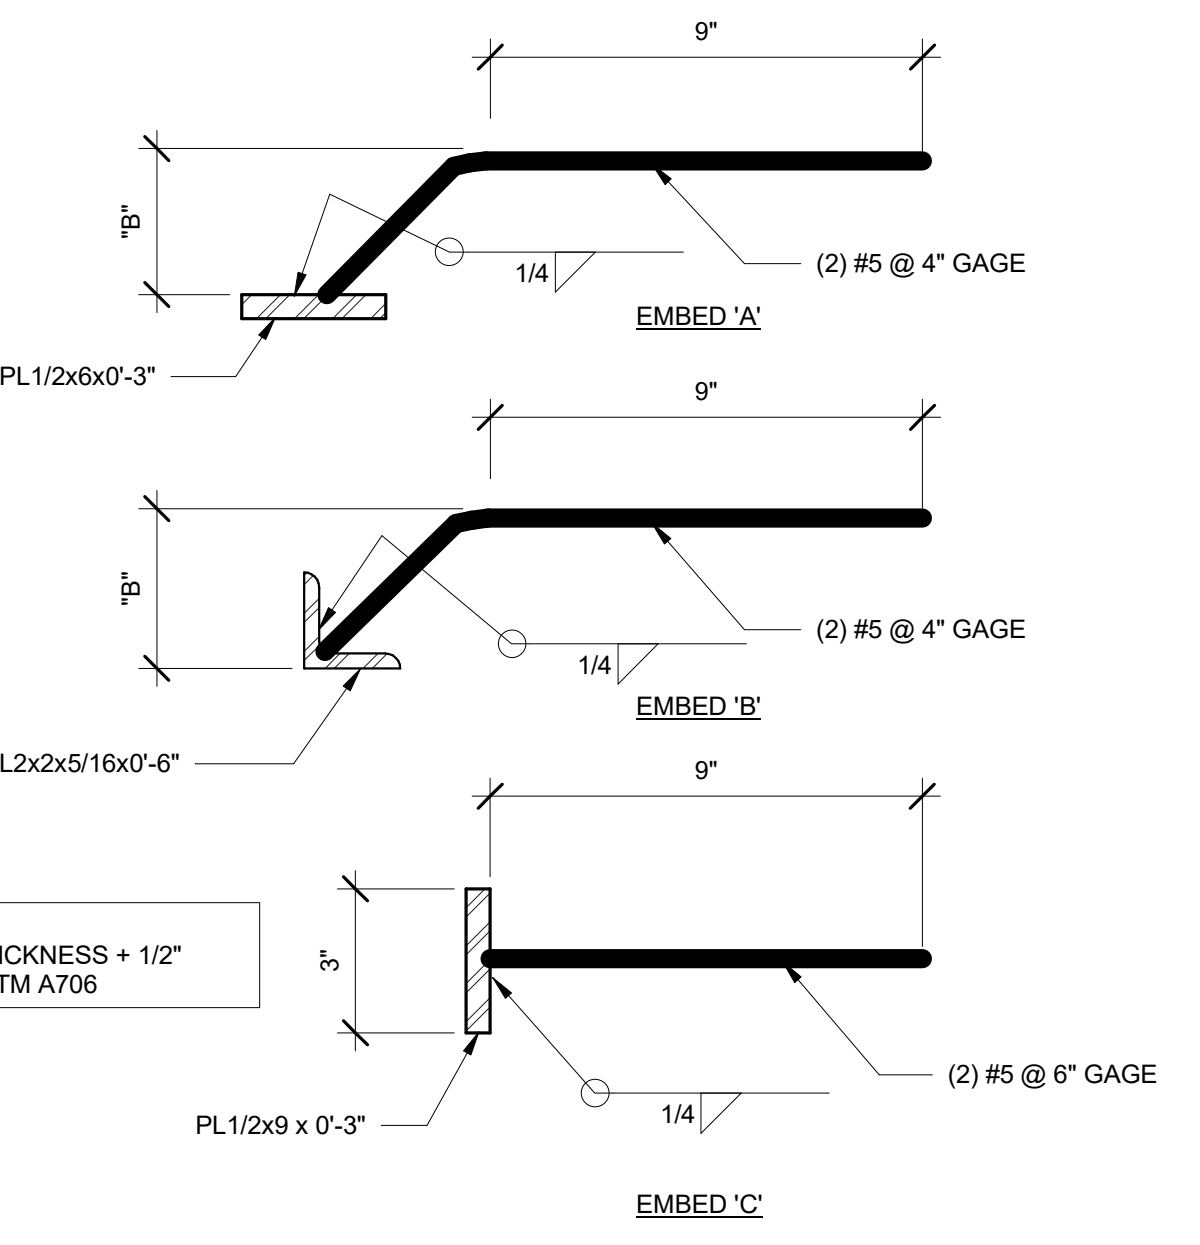 9"
"B"
(2) #5 @ 4" GAGE
1/4
EMBED 'A'
PL1/2x6x0'-3"
9"
"B"
(2) #5 @ 4" GAGE
1/4
EMBED 'B'
L2x2x5/16x0'-6"
9"
3"
+ 1/2"
A706
(2) #5 @ 6" GAGE
1/4
PL1/2x9 x 0'-3"
EMBED 'C'